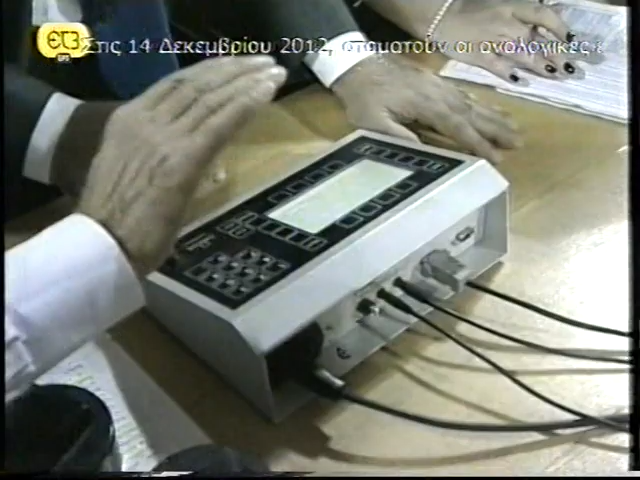 ΕΤ3
Στις 14 Δεκεμβρίου 2012, σταματούν οι αναλογικές ε